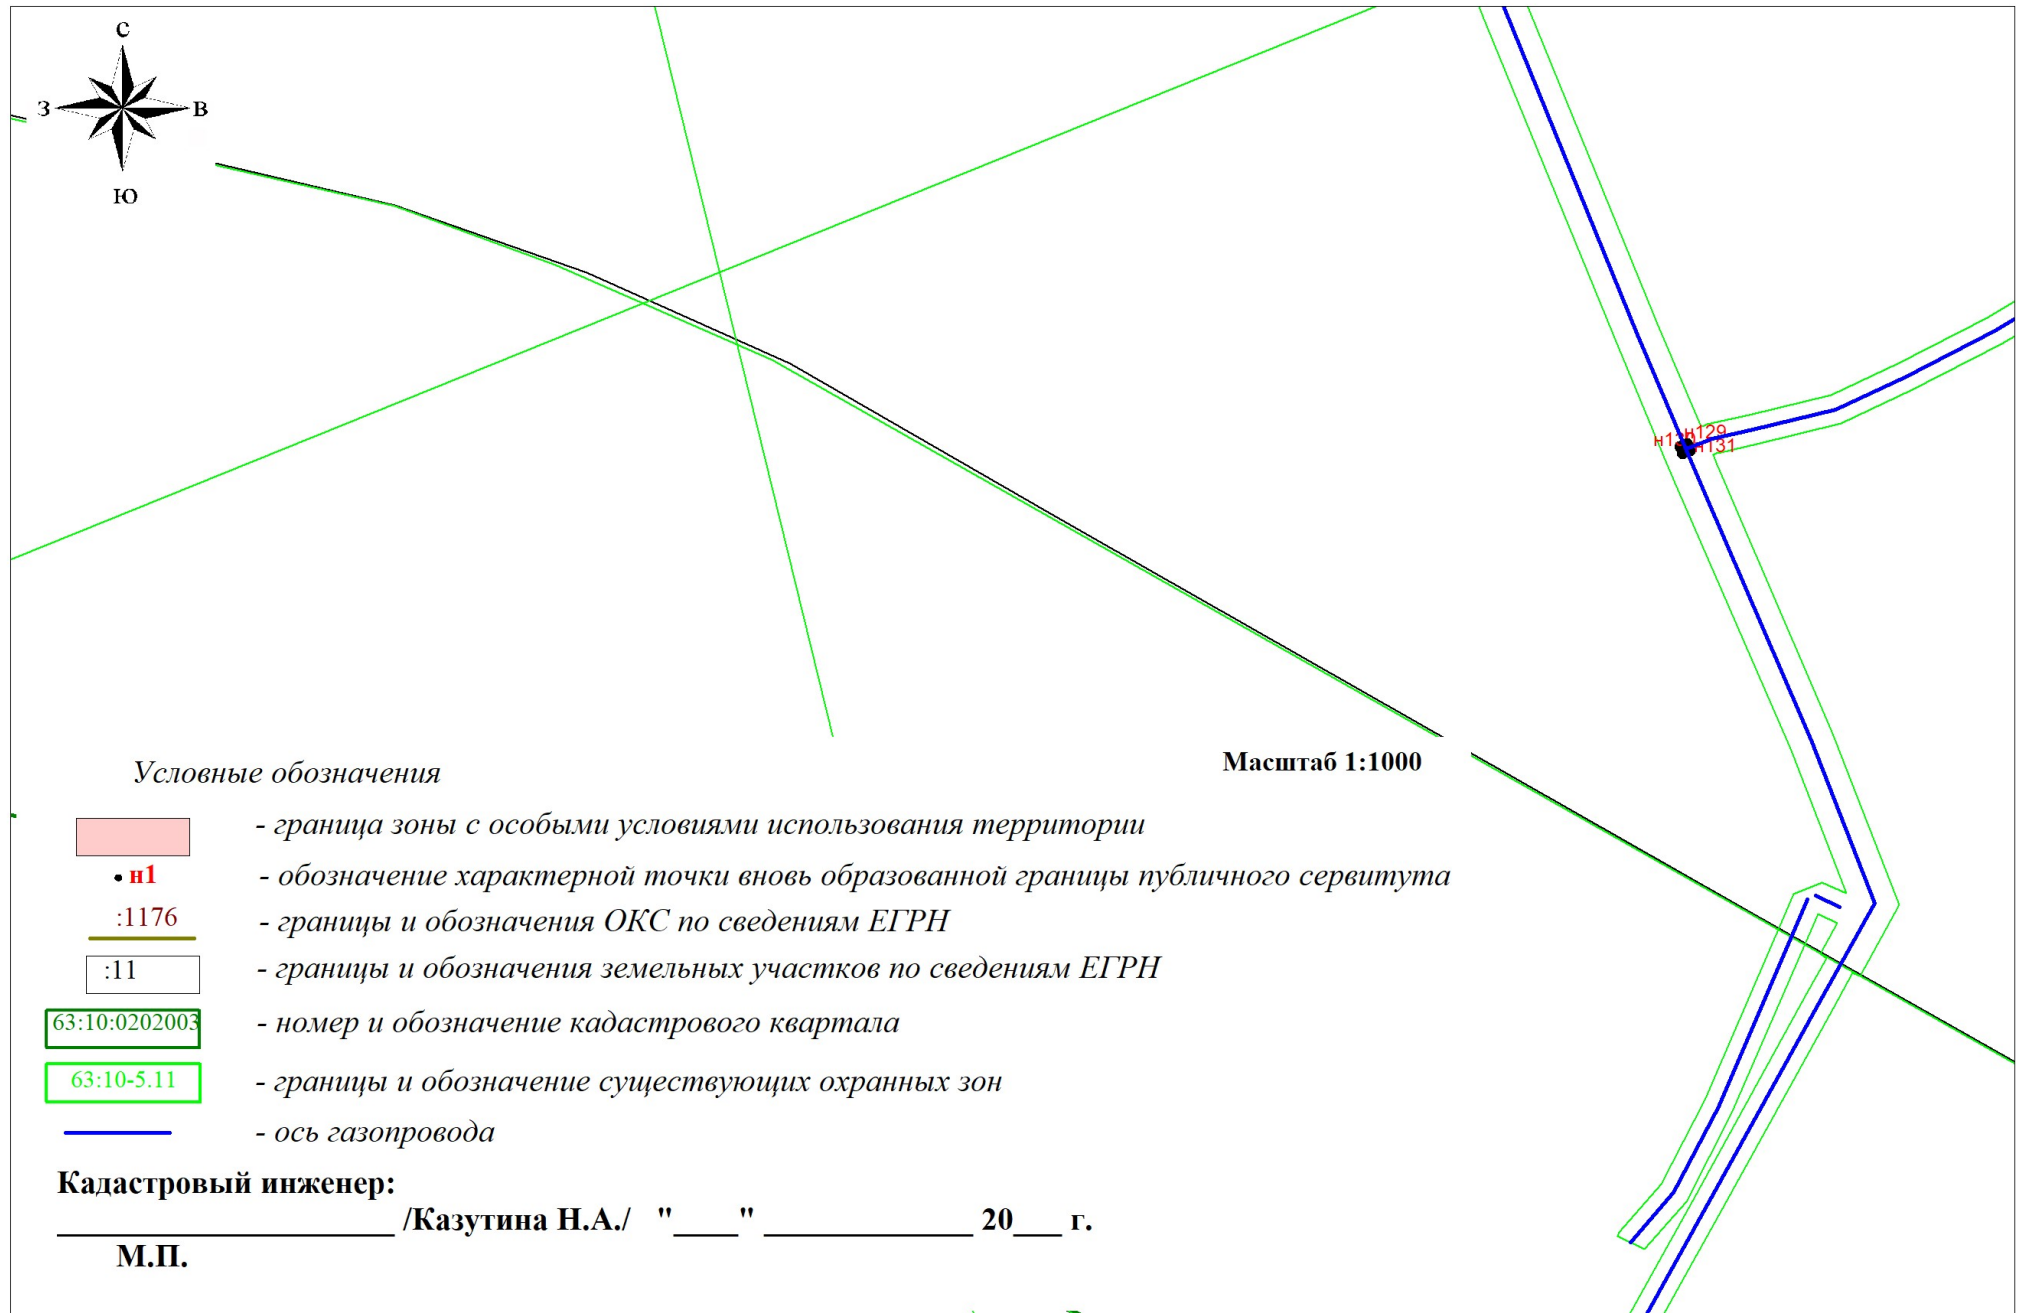 С
З В
Ю
н129
н131
Масштаб 1:1000
Условные обозначения
- граница зоны с особыми условиями использования территории
н1 - обозначение характерной точки вновь образованной границы публичного сервитута
:1176 - границы и обозначения ОКС по сведениям ЕГРН
:11 - границы и обозначения земельных участков по сведениям ЕГРН
63:10:0202003 - номер и обозначение кадастрового квартала
63:10-5.11 - границы и обозначение существующих охранных зон
- ось газопровода
Кадастровый инженер:
_____________________ /Казутина Н.А./ "____" _____________ 20___ г.
М.П.